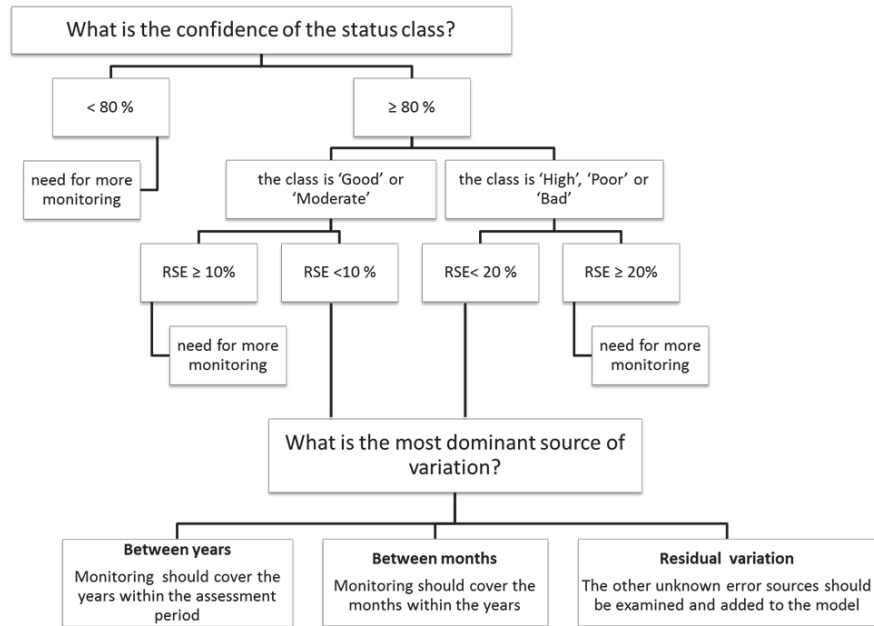 What is the confidence of the status class?
< 80 %
≥ 80 %
need for more
monitoring
the class is ‘Good’ or
‘Moderate’
the class is ‘High’, ‘Poor’ or
‘Bad’
RSE ≥ 10%
RSE <10 %
RSE< 20 %
RSE ≥ 20%
need for more
monitoring
need for more
monitoring
What is the most dominant source of
variation?
Between years
Monitoring should cover the
years within the assessment
period
Between months
Monitoring should cover the
months within the years
Residual variation
The other unknown error sources should
be examined and added to the model